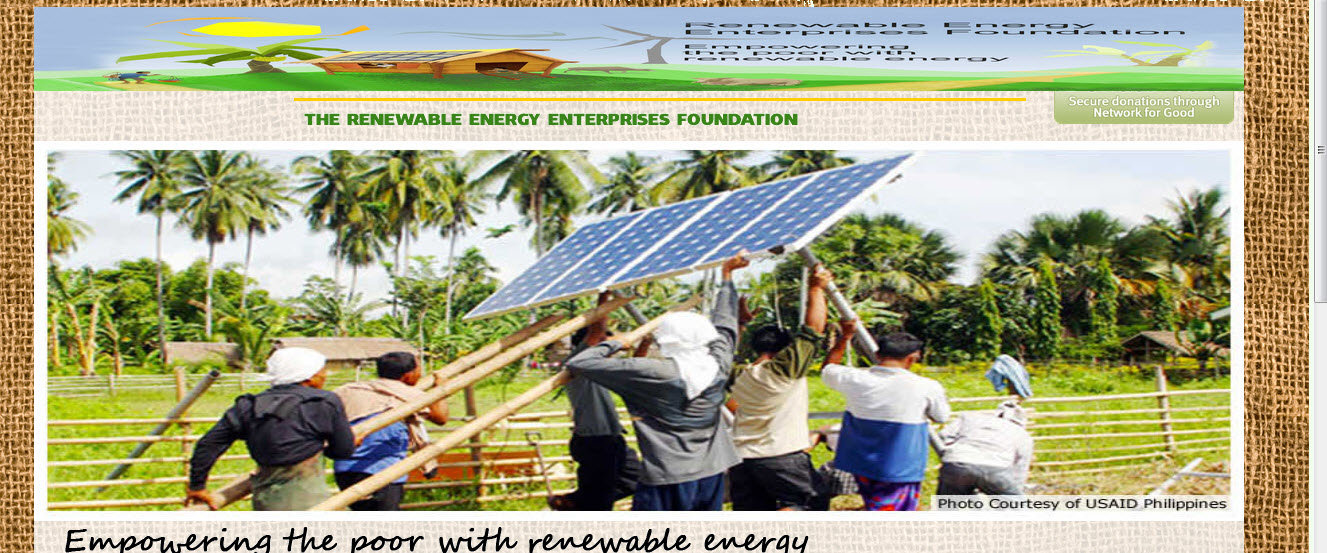 Renewable Energy
Enterprises Foundation
Empowering
the poor with
renewable energy
Secure donations through
Network for Good
THE RENEWABLE ENERGY ENTERPRISES FOUNDATION
Photo Courtesy of USAID Philippines
Empowering the poor with renewable energy